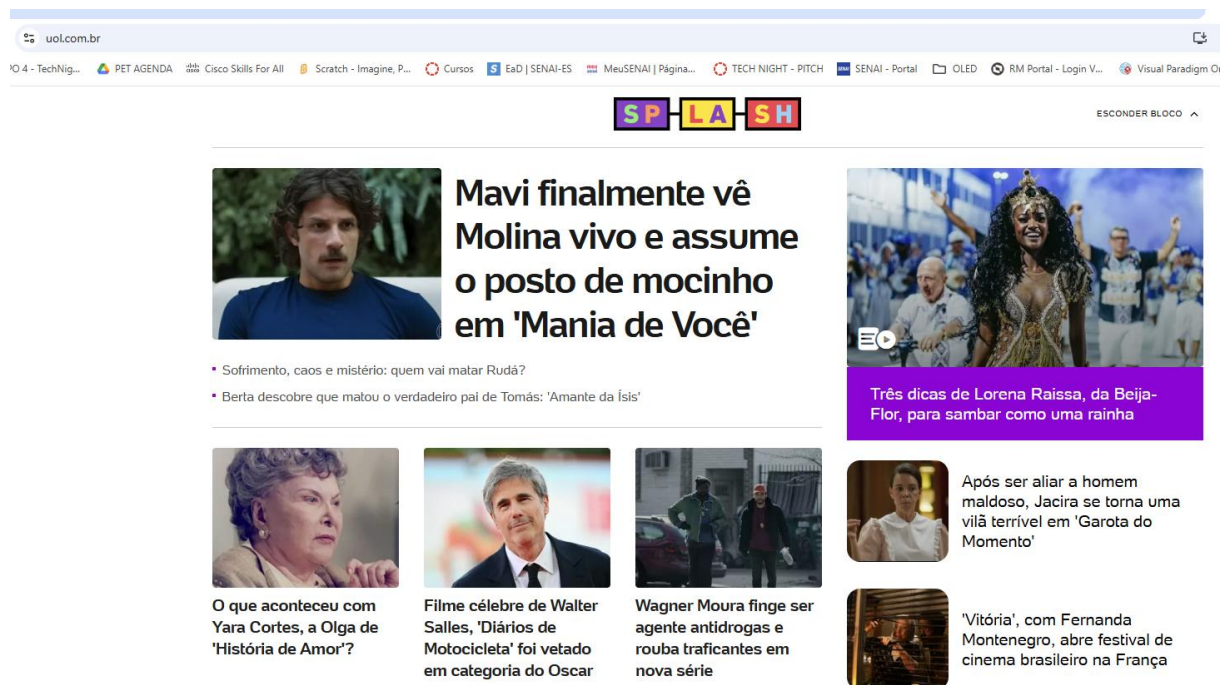 uol.com.br
O 4 - TechNig...
PET AGENDA
Cisco Skills For All
Scratch - Imagine, P...
Cursos
EaD | SENAI-ES
MeuSENAI | Página...
TECH NIGHT - PITCH
SENAI - Portal
OLED
RM Portal - Login V...
Visual Paradigm O
SPLASH
ESCONDER BLOCO
Mavi finalmente vê
Molina vivo e assume
o posto de mocinho
em 'Mania de Você'
Sofrimento, caos e mistério: quem vai matar Rudá?
Berta descobre que matou o verdadeiro pai de Tomás: 'Amante da Ísis'
Três dicas de Lorena Raissa, da Beija-
Flor, para sambar como uma rainha
O que aconteceu com
Yara Cortes, a Olga de
'História de Amor'?
Filme célebre de Walter
Salles, 'Diários de
Motocicleta' foi vetado
em categoria do Oscar
Wagner Moura finge ser
agente antidrogas e
rouba traficantes em
nova série
Após ser aliar a homem
maldoso, Jacira se torna uma
vilã terrível em 'Garota do
Momento'
'Vitória', com Fernanda
Montenegro, abre festival de
cinema brasileiro na França